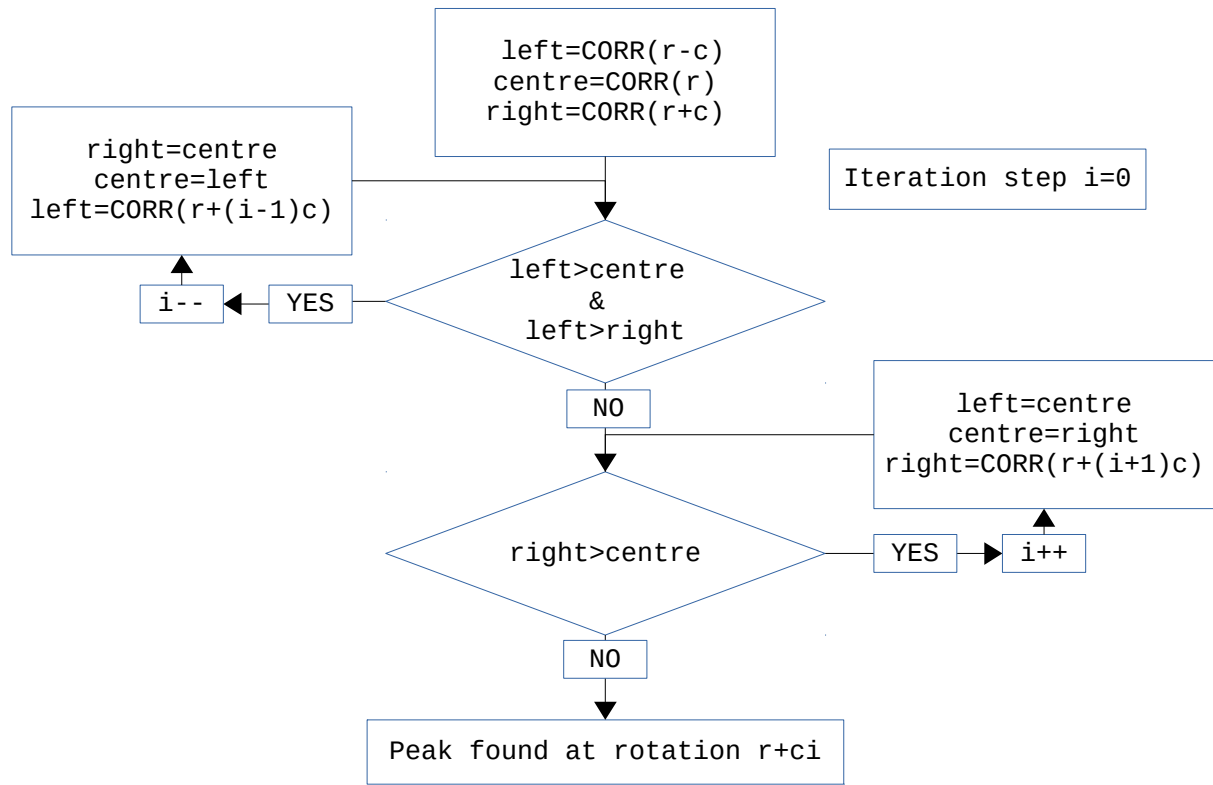 left=CORR(r-c)
centre=CORR(r)
right=CORR(r+c)
right=centre
centre=left
left=CORR(r+(i-1)c)
Iteration step i=0
left>centre
&
left>right
YES
i--
NO
left=centre
centre=right
right=CORR(r+(i+1)c)
right>centre
YES
i++
NO
Peak found at rotation r+ci